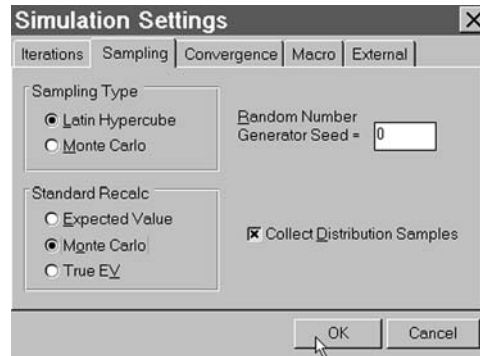 Simulation Settings
Iterations Sampling Convergence Macro External
Sampling Type
Latin Hypercube
Monte Carlo
Random Number
Generator Seed = 0
Standard Recalc
Expected Value
Monte Carlo
True EV
Collect Distribution Samples
OK Cancel